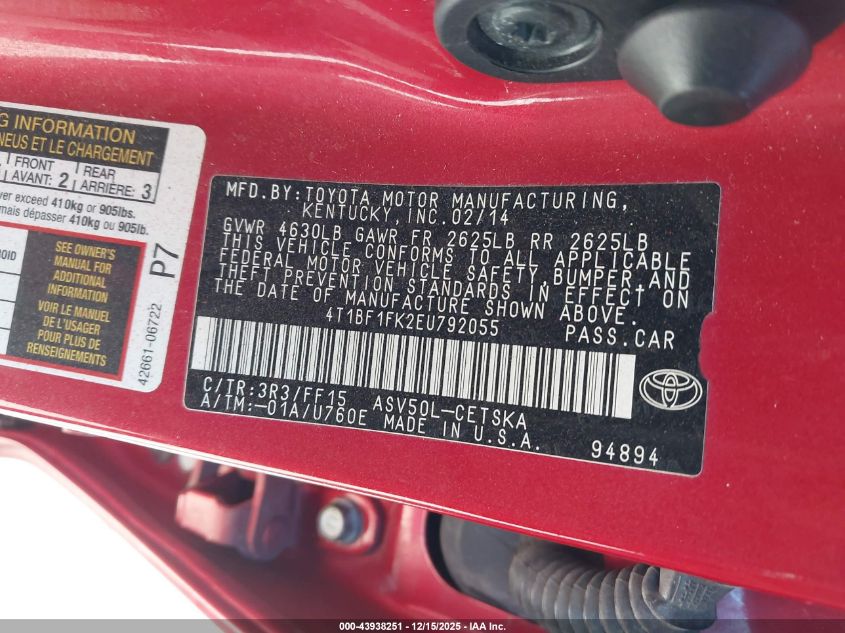 G INFORMATION
NEUS ET LE CHARGEMENT
FRONT
AVANT: 2
REAR
ARRIÈRE: 3
ver exceed 410kg or 905lbs.
mais dépasser 410kg ou 905lb.
SEE OWNER'S
MANUAL FOR
ADDITIONAL
INFORMATION
VOIR LE MANUEL
DE L'USAGER
POUR PLUS DE
RENSEIGNEMENTS
P7
42661-06722
MFD.BY:TOYOTA MOTOR MANUFACTURING,
KENTUCKY, INC.02/14
GVWR 4630LB GAWR FR 2625LB RR 2625LB
THIS VEHICLE CONFORMS TO ALL APPLICABLE
FEDERAL MOTOR VEHICLE SAFETY, BUMPER,AND
THEFT PREVENTION STANDARDS IN EFFECT ON
THE DATE OF MANUFACTURE SHOWN ABOVE.
4T1BF1FK2EU792055 PASS.CAR
C/TR:3R3/FF15 ASV50L-CETSKA
A/TM:-01A/U760E MADE IN U.S.A.
94894
000-43938251 - 12/15/2025 - IAA Inc.